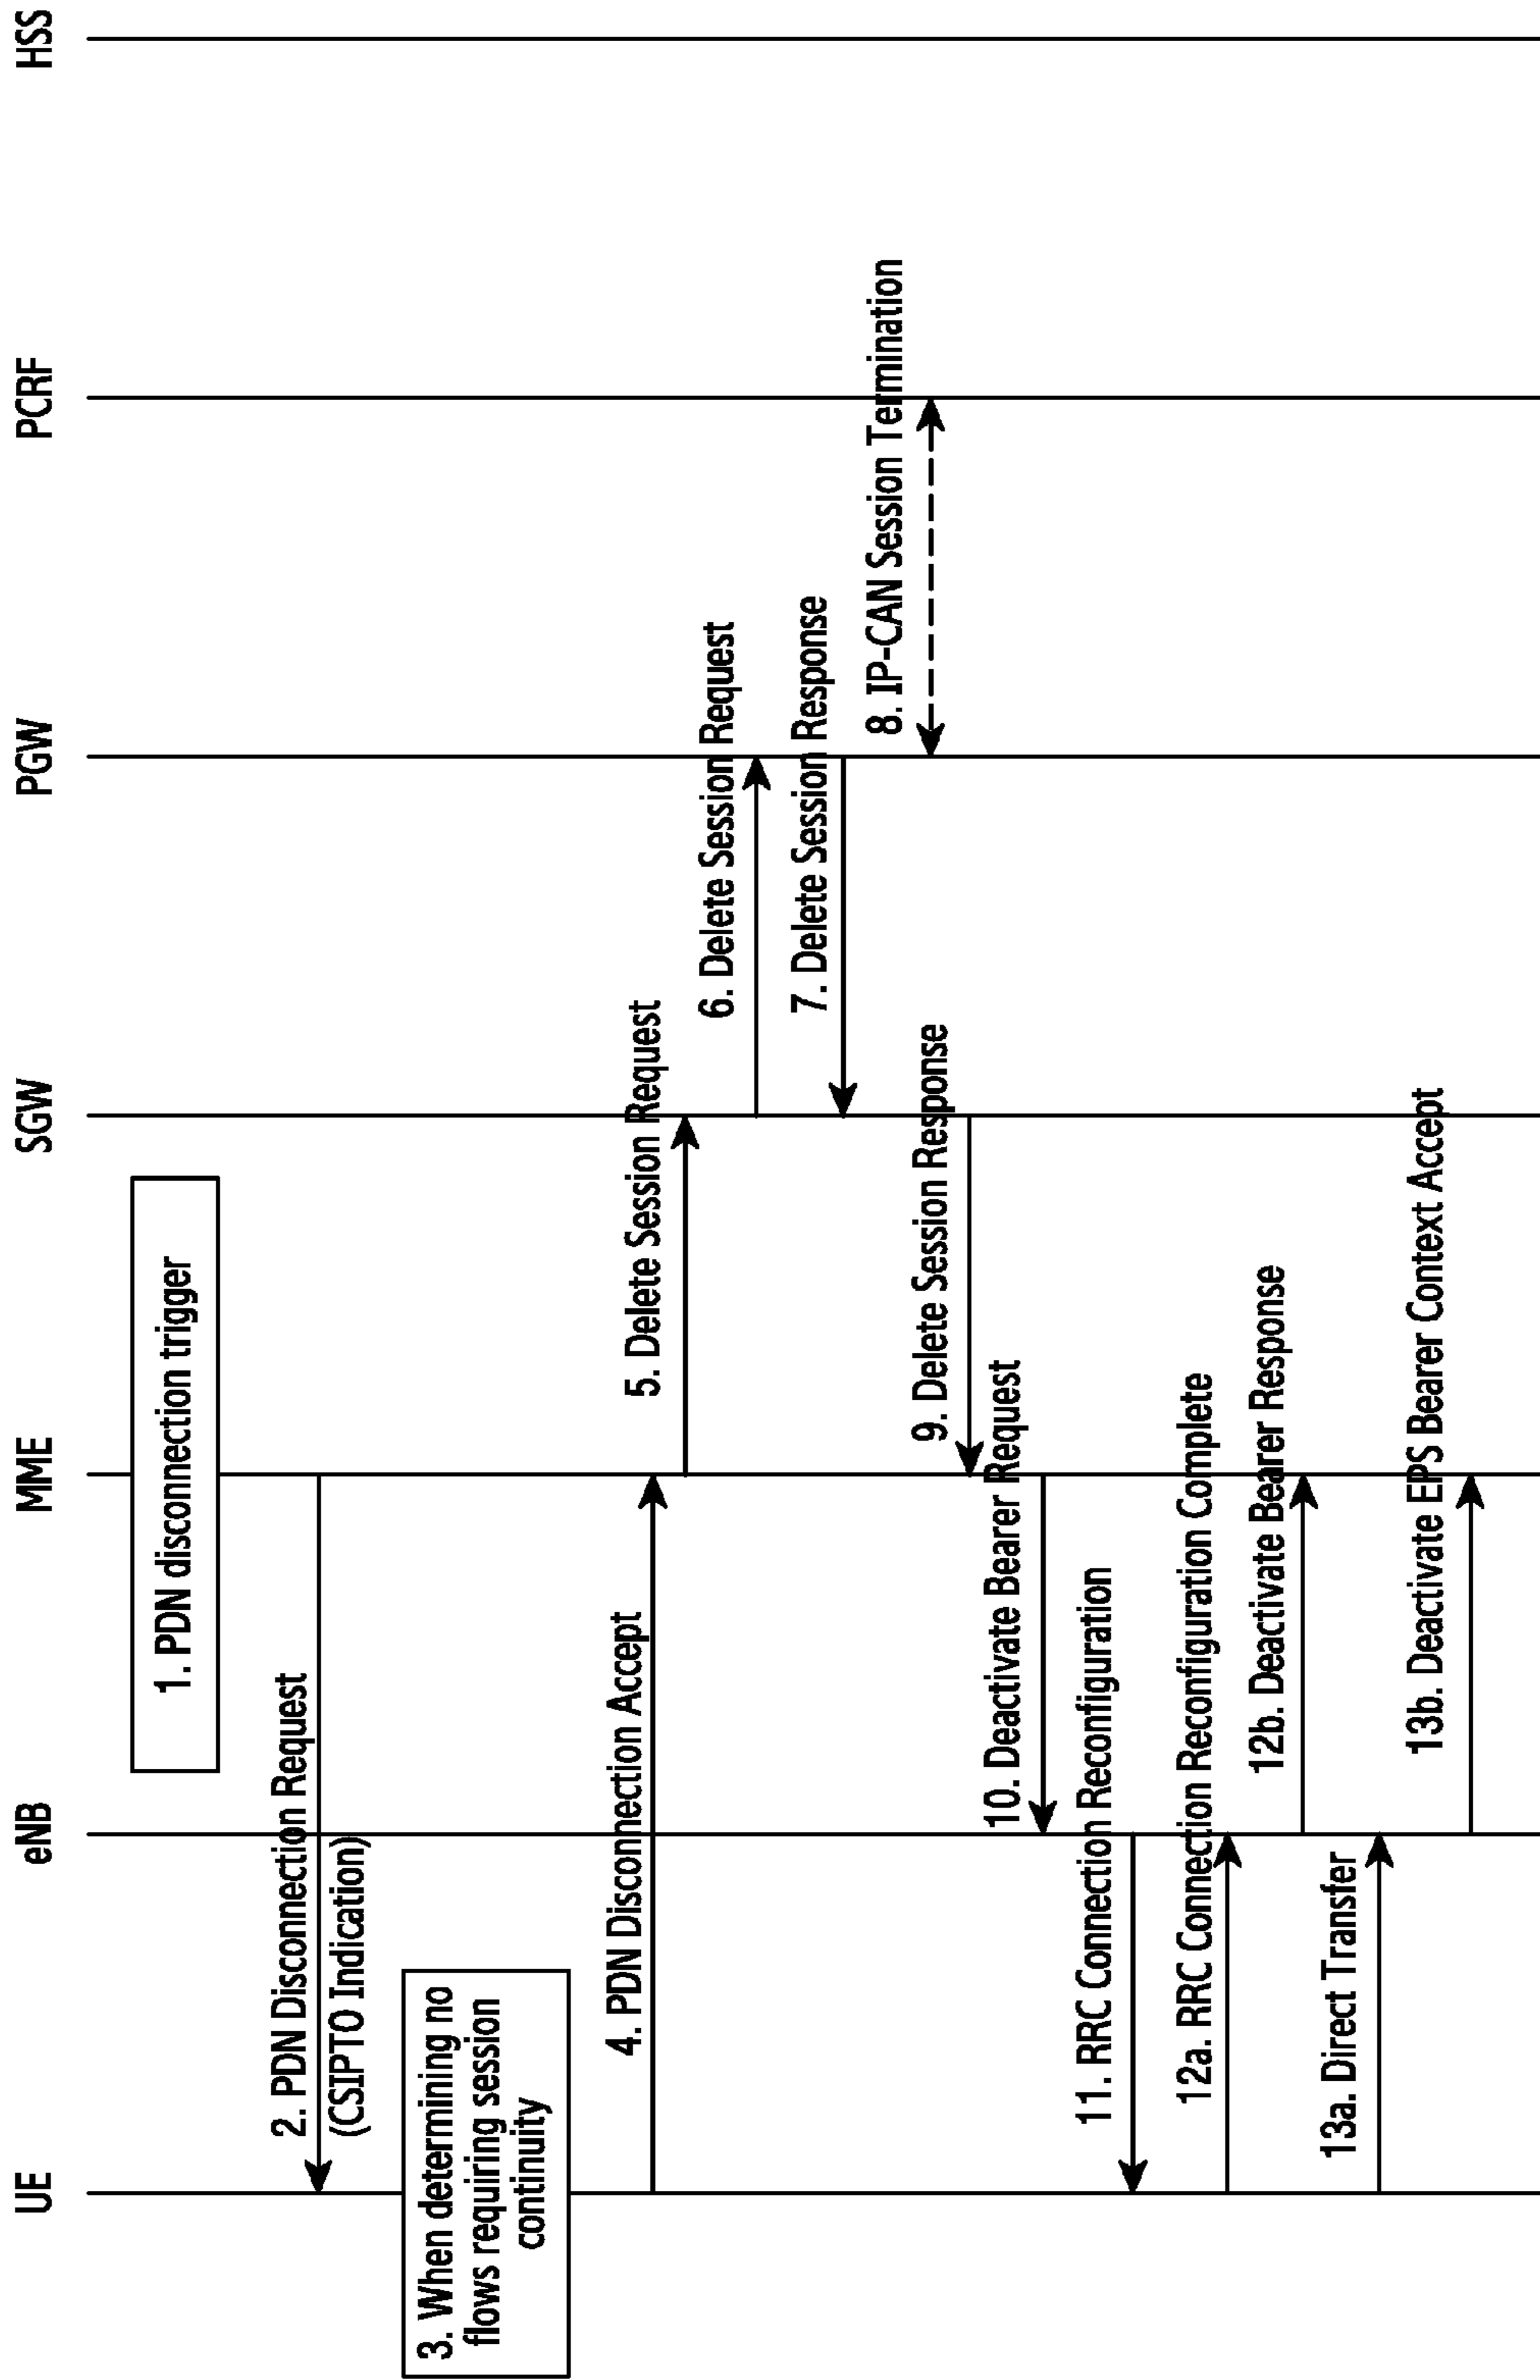 UE
eNB
MME
SGW
PGW
PCRF
HSS
1. PDN disconnection trigger
2. PDN Disconnection Request
(CSIPTO Indication)
3. When determining no
flows requiring session
continuity
4. PDN Disconnection Accept
5. Delete Session Request
6. Delete Session Request
7. Delete Session Response
8. IP-CAN Session Termination
9. Delete Session Response
10. Deactivate Bearer Request
11. RRC Connection Reconfiguration
12a. RRC Connection Reconfiguration Complete
12b. Deactivate Bearer Response
13a. Direct Transfer
13b. Deactivate EPS Bearer Context Accept